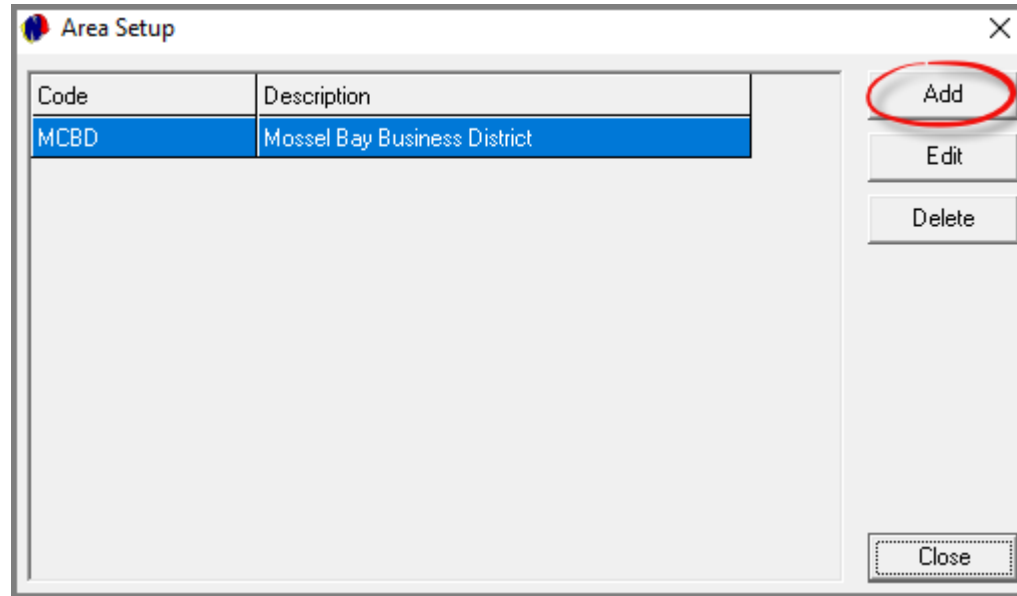 Area Setup
Code Description
MCBD Mossel Bay Business District
Add
Edit
Delete
Close